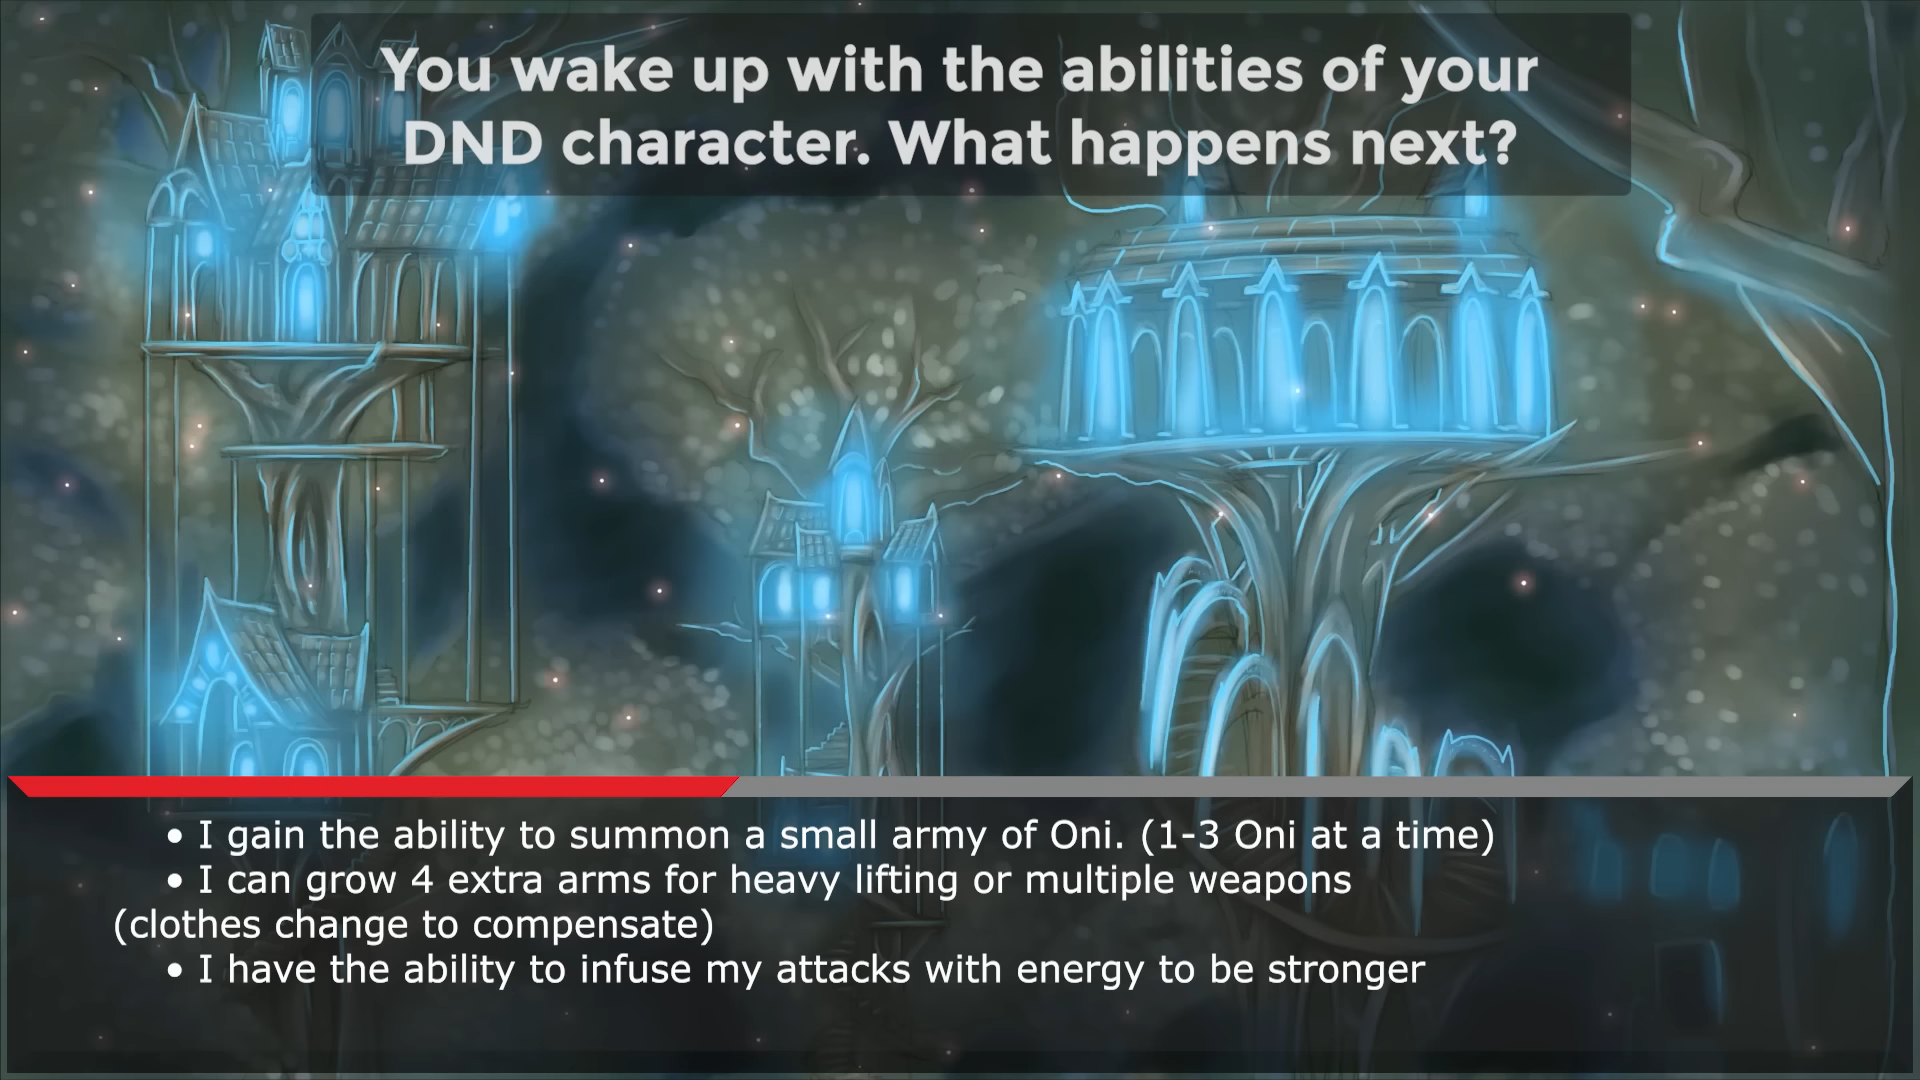 You wake up with the abilities of your
DND character. What happens next?
• I gain the ability to summon a small army of Oni. (1-3 Oni at a time)
• I can grow 4 extra arms for heavy lifting or multiple weapons
(clothes change to compensate)
• I have the ability to infuse my attacks with energy to be stronger